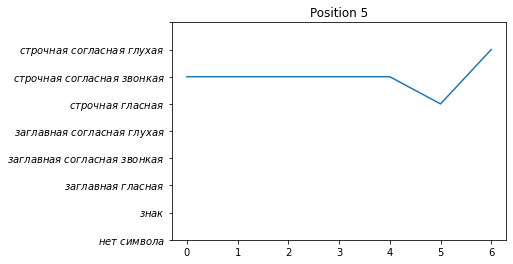 Position 5
строчная согласная глухая
строчная согласная звонкая
строчная гласная
заглавная согласная глухая
заглавная согласная звонкая
заглавная гласная
знак
нет символа
0 1 2 3 4 5 6